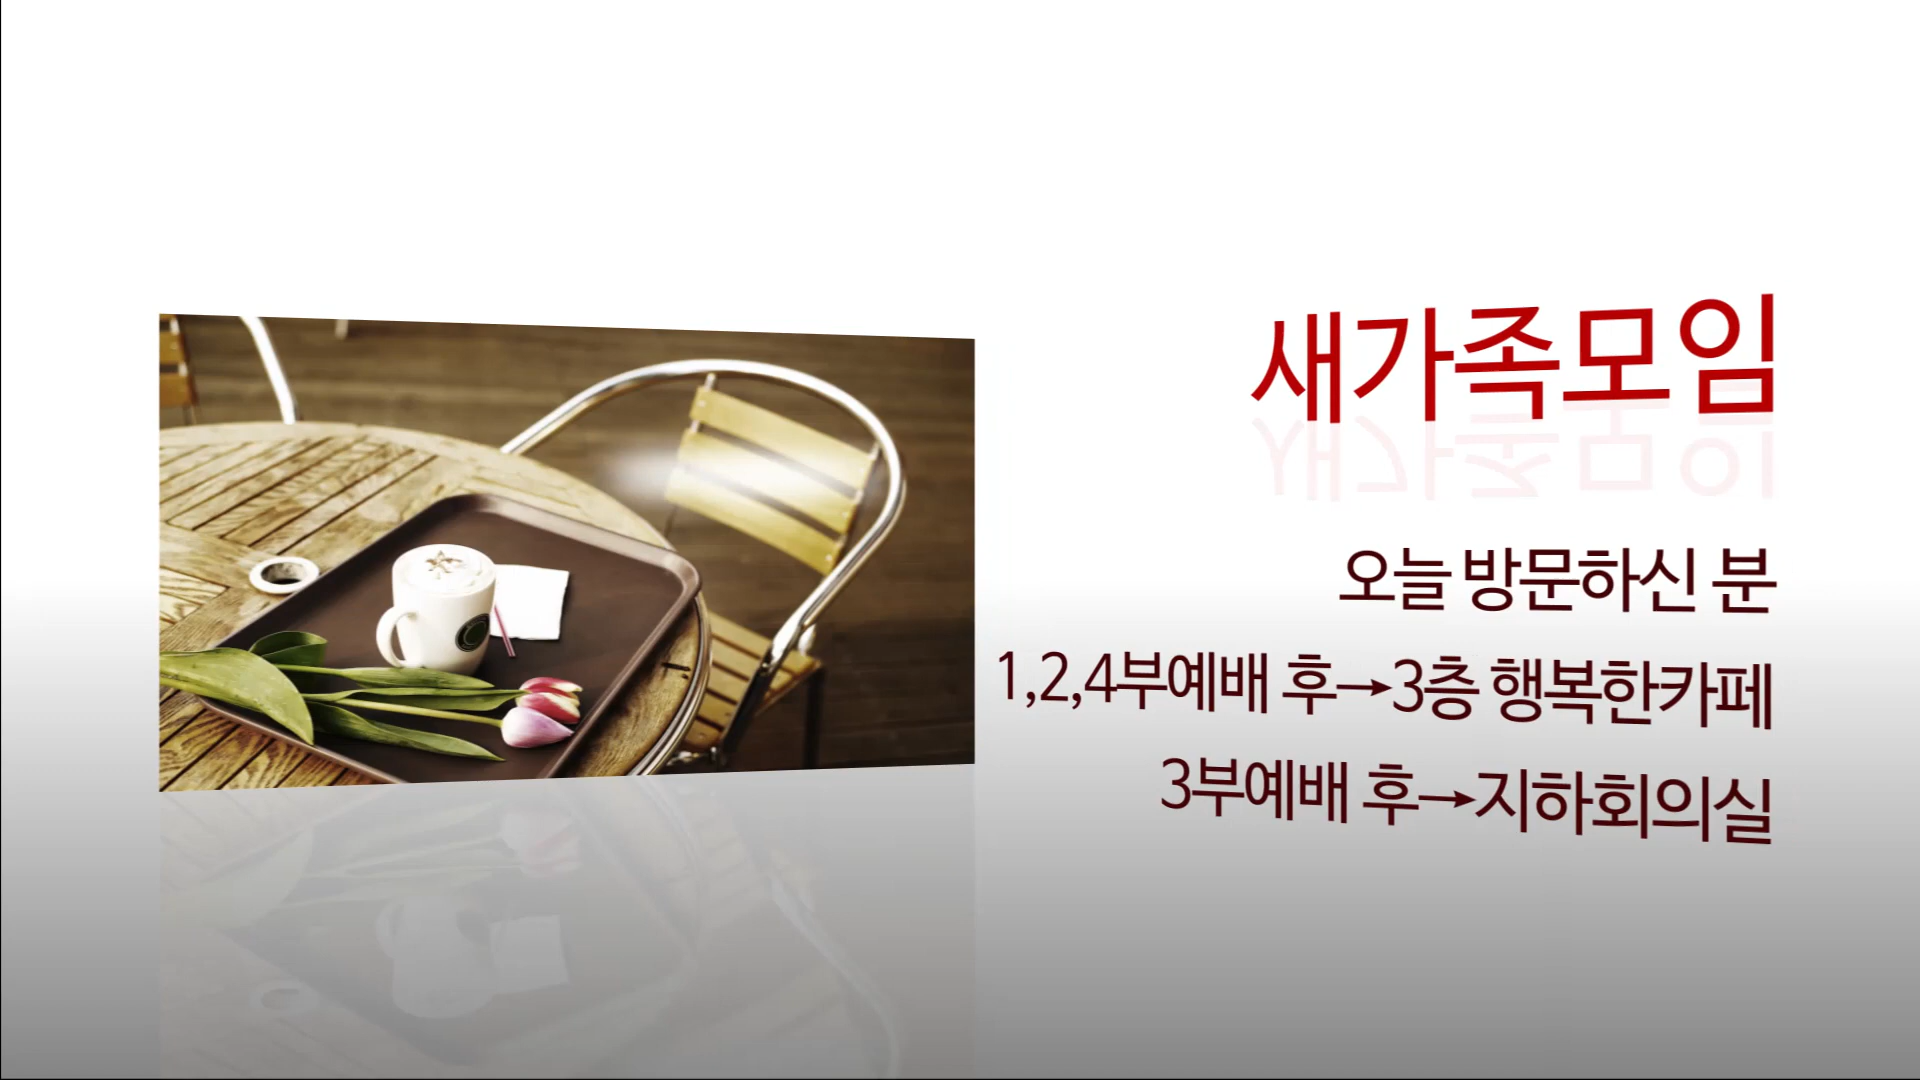 새가족모임
오늘 방문하신 분
1,2,4부예배 후→3층 행복한카페
3부예배 후→지하회의실